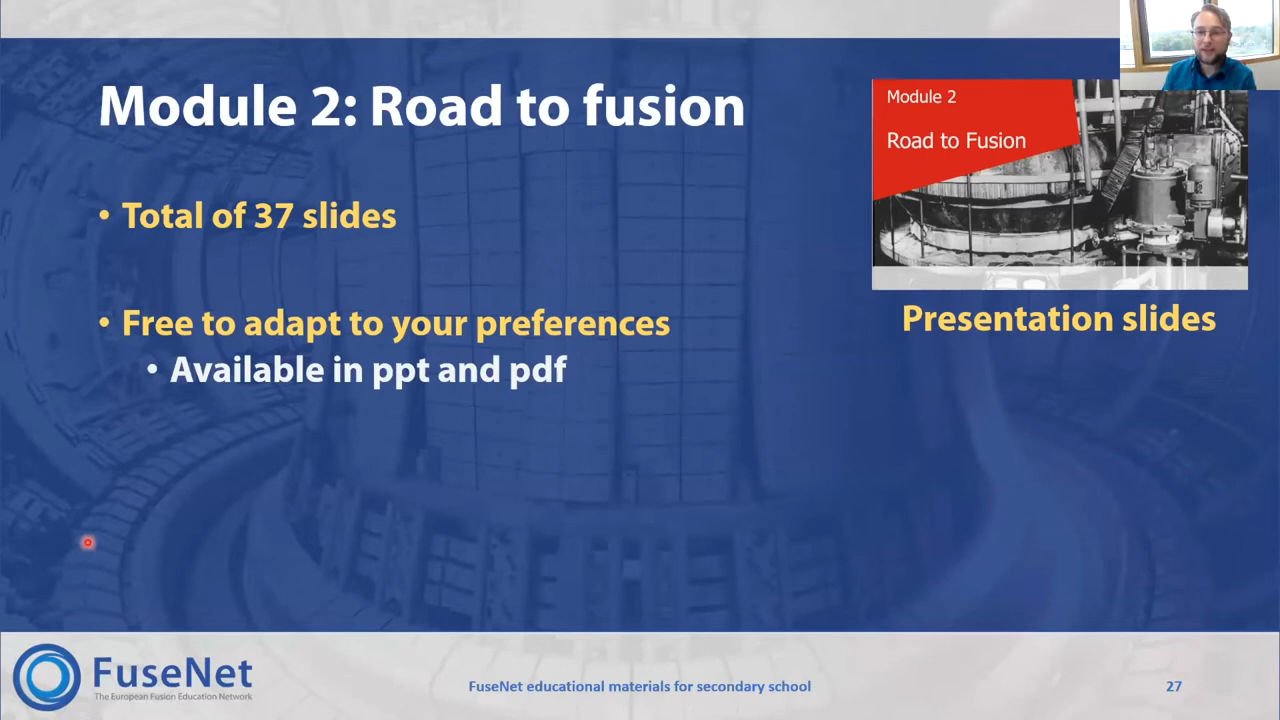 Module 2: Road to fusion
• Total of 37 slides
• Free to adapt to your preferences
• Available in ppt and pdf
Module 2
Road to Fusion
Presentation slides
FuseNet
The European Fusion Education Network
FuseNet educational materials for secondary school
27